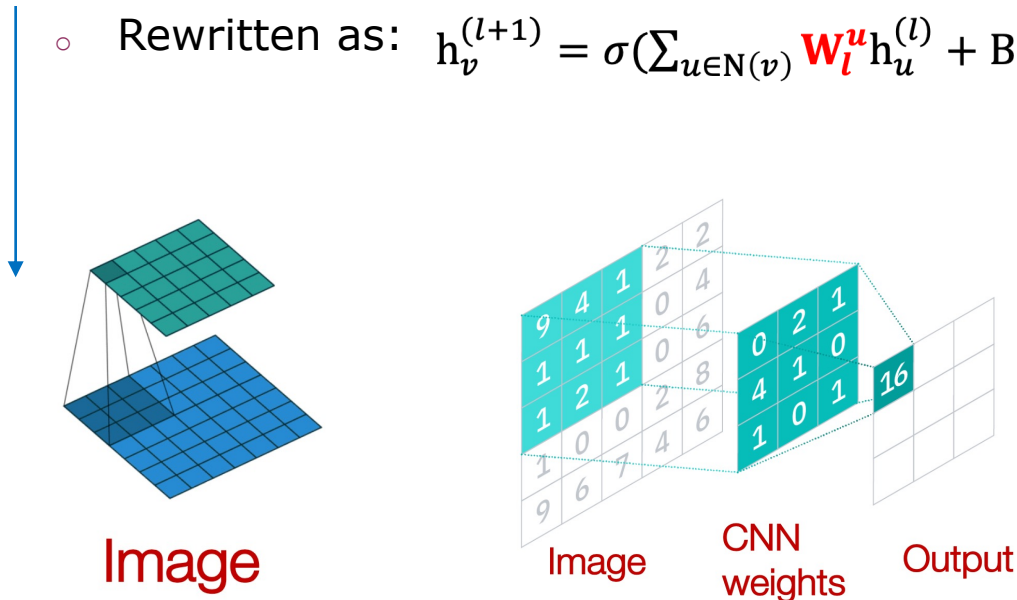 ○ Rewritten as: h_v^{(l+1)} = σ(∑_{u∈N(v)} W_l^u h_u^{(l)} + B
9 4 1 2 2
1 1 1 0 4
1 2 1 0 6
1 0 0 2 8
9 6 7 4 6
0 2 1
4 1 0
1 0 1
16
Image
Image
CNN
weights
Output